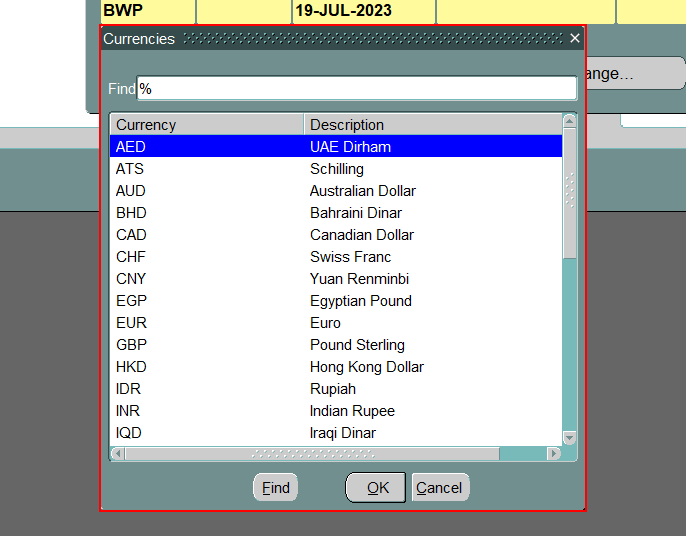 BWP 19-JUL-2023
Currencies
ange...
Find %
Currency Description
AED UAE Dirham
ATS Schilling
AUD Australian Dollar
BHD Bahraini Dinar
CAD Canadian Dollar
CHF Swiss Franc
CNY Yuan Renminbi
EGP Egyptian Pound
EUR Euro
GBP Pound Sterling
HKD Hong Kong Dollar
IDR Rupiah
INR Indian Rupee
IQD Iraqi Dinar
Find OK Cancel